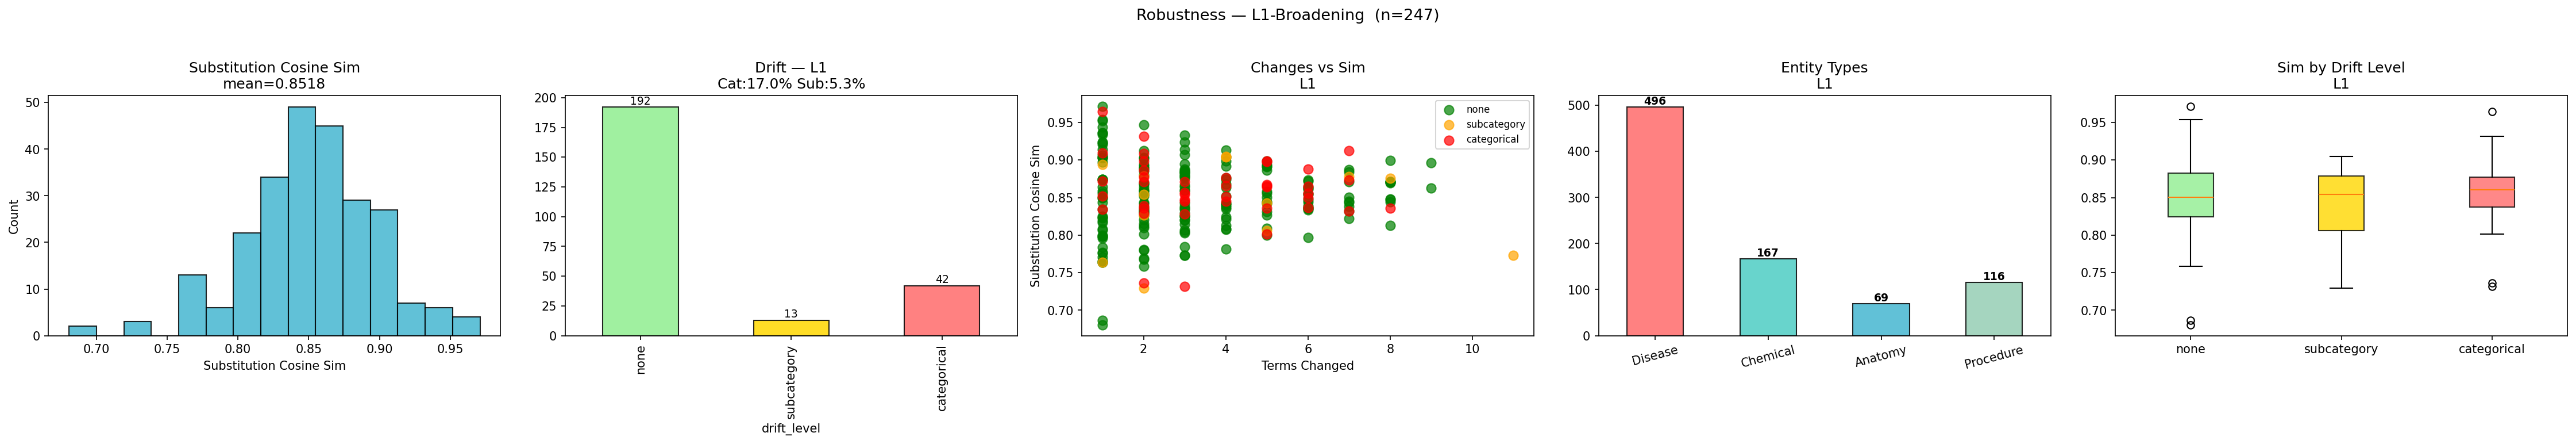 Robustness — L1-Broadening (n=247)
Substitution Cosine Sim
mean=0.8518
Count
50
40
30
20
10
0
0.70 0.75 0.80 0.85 0.90 0.95
Substitution Cosine Sim
Drift — L1
Cat:17.0% Sub:5.3%
200
175
150
125
100
75
50
25
0
192
13
42
none
subcategory
categorical
drift_level
Changes vs Sim
L1
Substitution Cosine Sim
0.95
0.90
0.85
0.80
0.75
0.70
none
subcategory
categorical
2 4 6 8 10
Terms Changed
Entity Types
L1
500
400
300
200
100
0
496
167
69
116
Disease Chemical Anatomy Procedure
Sim by Drift Level
L1
0.95
0.90
0.85
0.80
0.75
0.70
none subcategory categorical